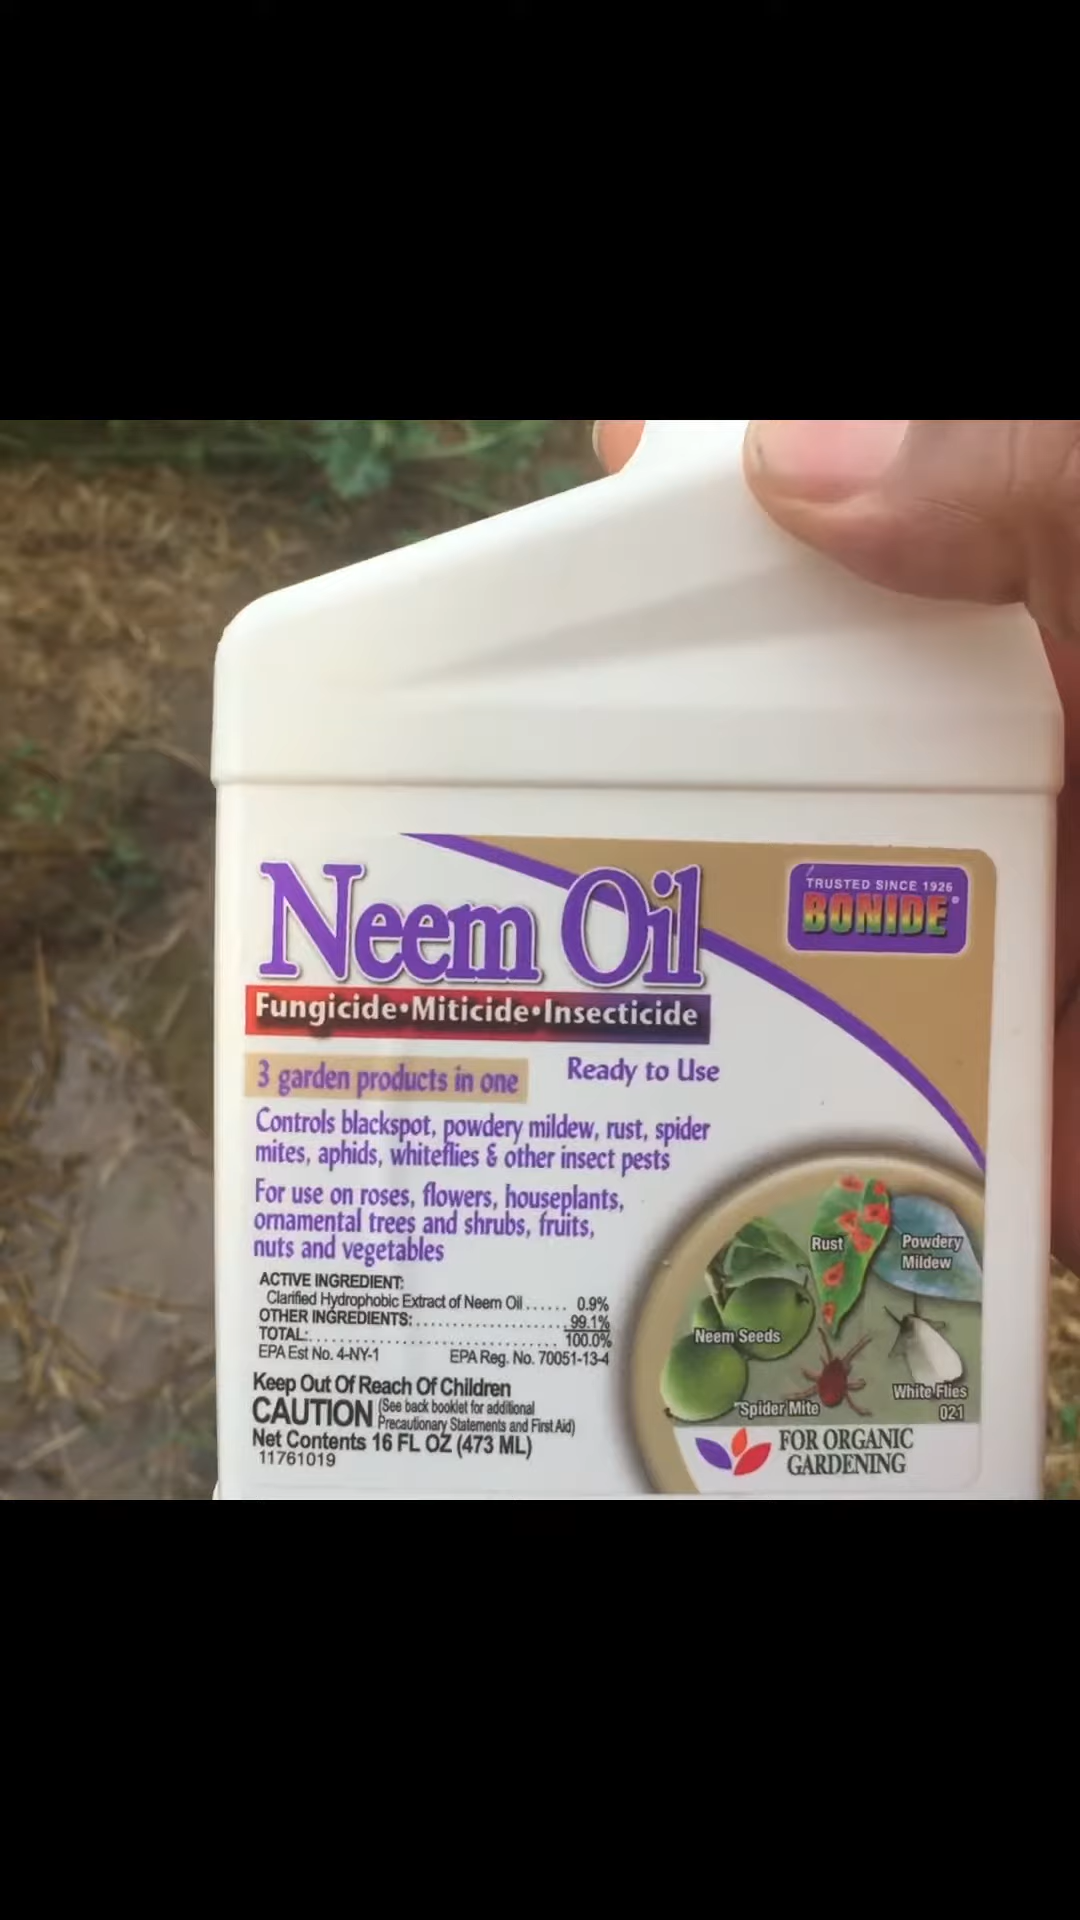 Neem Oil
TRUSTED SINCE 1926
BONIDE®
Fungicide•Miticide•Insecticide
3 garden products in one
Ready to Use
Controls blackspot, powdery mildew, rust, spider
mites, aphids, whiteflies & other insect pests
For use on roses, flowers, houseplants,
ornamental trees and shrubs, fruits,
nuts and vegetables
ACTIVE INGREDIENT:
Clarified Hydrophobic Extract of Neem Oil ...... 0.9%
OTHER INGREDIENTS: ...................... 99.1%
TOTAL: ................................ 100.0%
EPA Est No. 4-NY-1 EPA Reg. No. 70051-13-4
Keep Out Of Reach Of Children
CAUTION (See back booklet for additional
Precautionary Statements and First Aid)
Net Contents 16 FL OZ (473 ML)
11761019
Rust
Powdery
Mildew
Neem Seeds
Spider Mite
White Flies
021
FOR ORGANIC
GARDENING